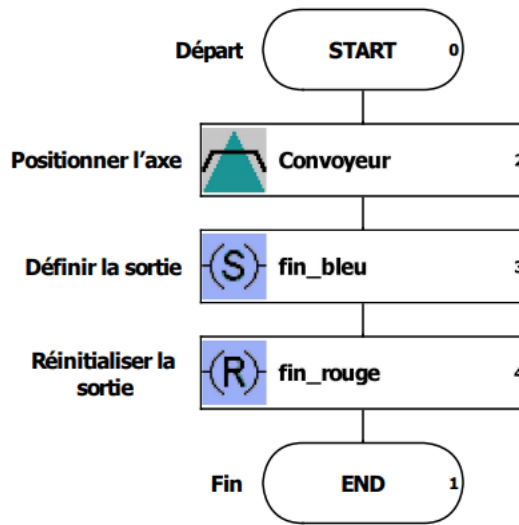 Départ START 0
Positionner l'axe Convoyeur 2
Définir la sortie (S) fin_bleu 3
Réinitialiser la
sortie (R) fin_rouge 4
Fin END 1